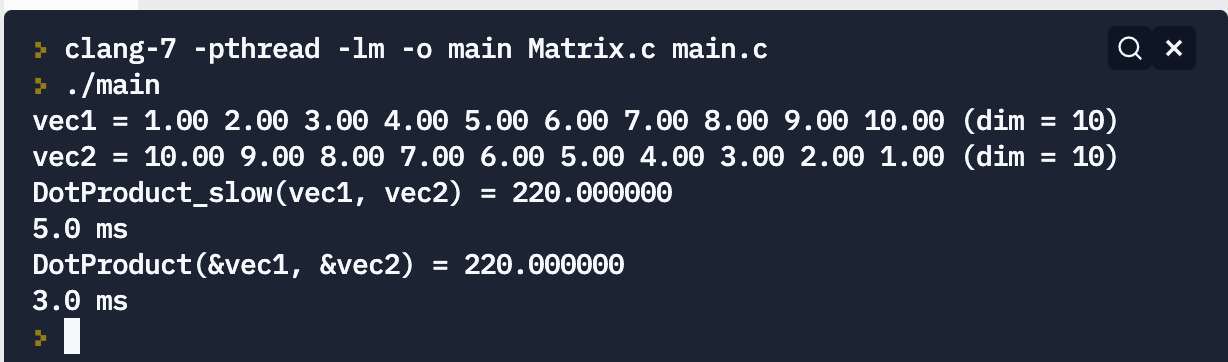 clang-7 -pthread -lm -o main Matrix.c main.c
./main
vec1 = 1.00 2.00 3.00 4.00 5.00 6.00 7.00 8.00 9.00 10.00 (dim = 10)
vec2 = 10.00 9.00 8.00 7.00 6.00 5.00 4.00 3.00 2.00 1.00 (dim = 10)
DotProduct_slow(vec1, vec2) = 220.000000
5.0 ms
DotProduct(&vec1, &vec2) = 220.000000
3.0 ms